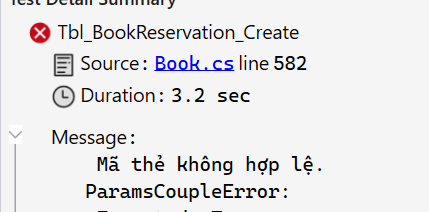 Test Detail Summary
Tbl_BookReservation_Create
Source: Book.cs line 582
Duration: 3.2 sec
Message:
Mã thẻ không hợp lệ.
ParamsCoupleError: